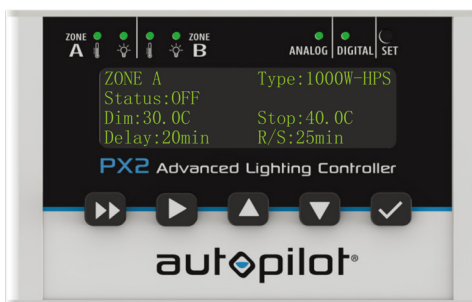 ZONE A
ZONE B
ANALOG DIGITAL SET
ZONE A Type:1000W-HPS
Status:OFF
Dim:30.0C Stop:40.0C
Delay:20min R/S:25min
PX2 Advanced Lighting Controller
autopilot®